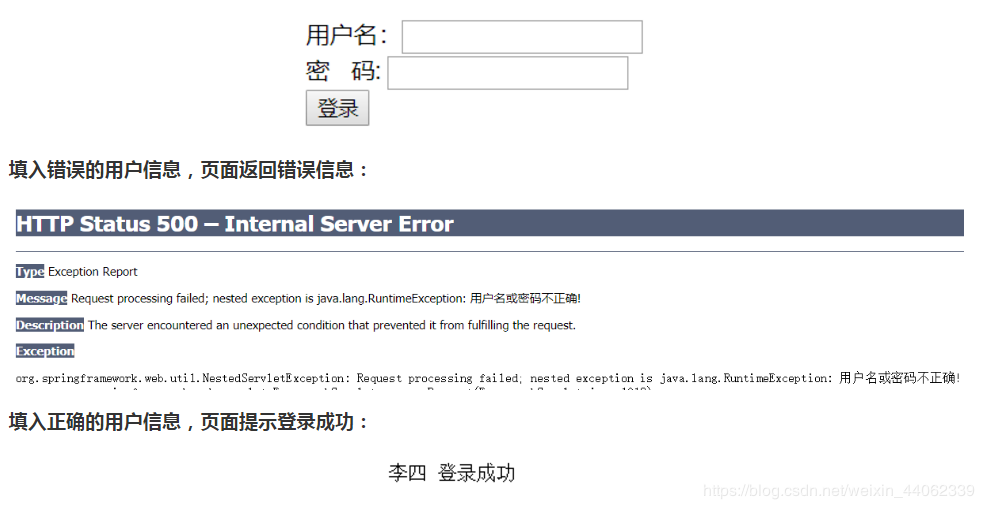 用户名：
密 码:
登录
填入错误的用户信息，页面返回错误信息：
HTTP Status 500 – Internal Server Error
Type Exception Report
Message Request processing failed; nested exception is java.lang.RuntimeException: 用户名或密码不正确!
Description The server encountered an unexpected condition that prevented it from fulfilling the request.
Exception
org.springframework.web.util.NestedServletException: Request processing failed; nested exception is java.lang.RuntimeException: 用户名或密码不正确!
填入正确的用户信息，页面提示登录成功：
李四 登录成功
https://blog.csdn.net/weixin_44062339